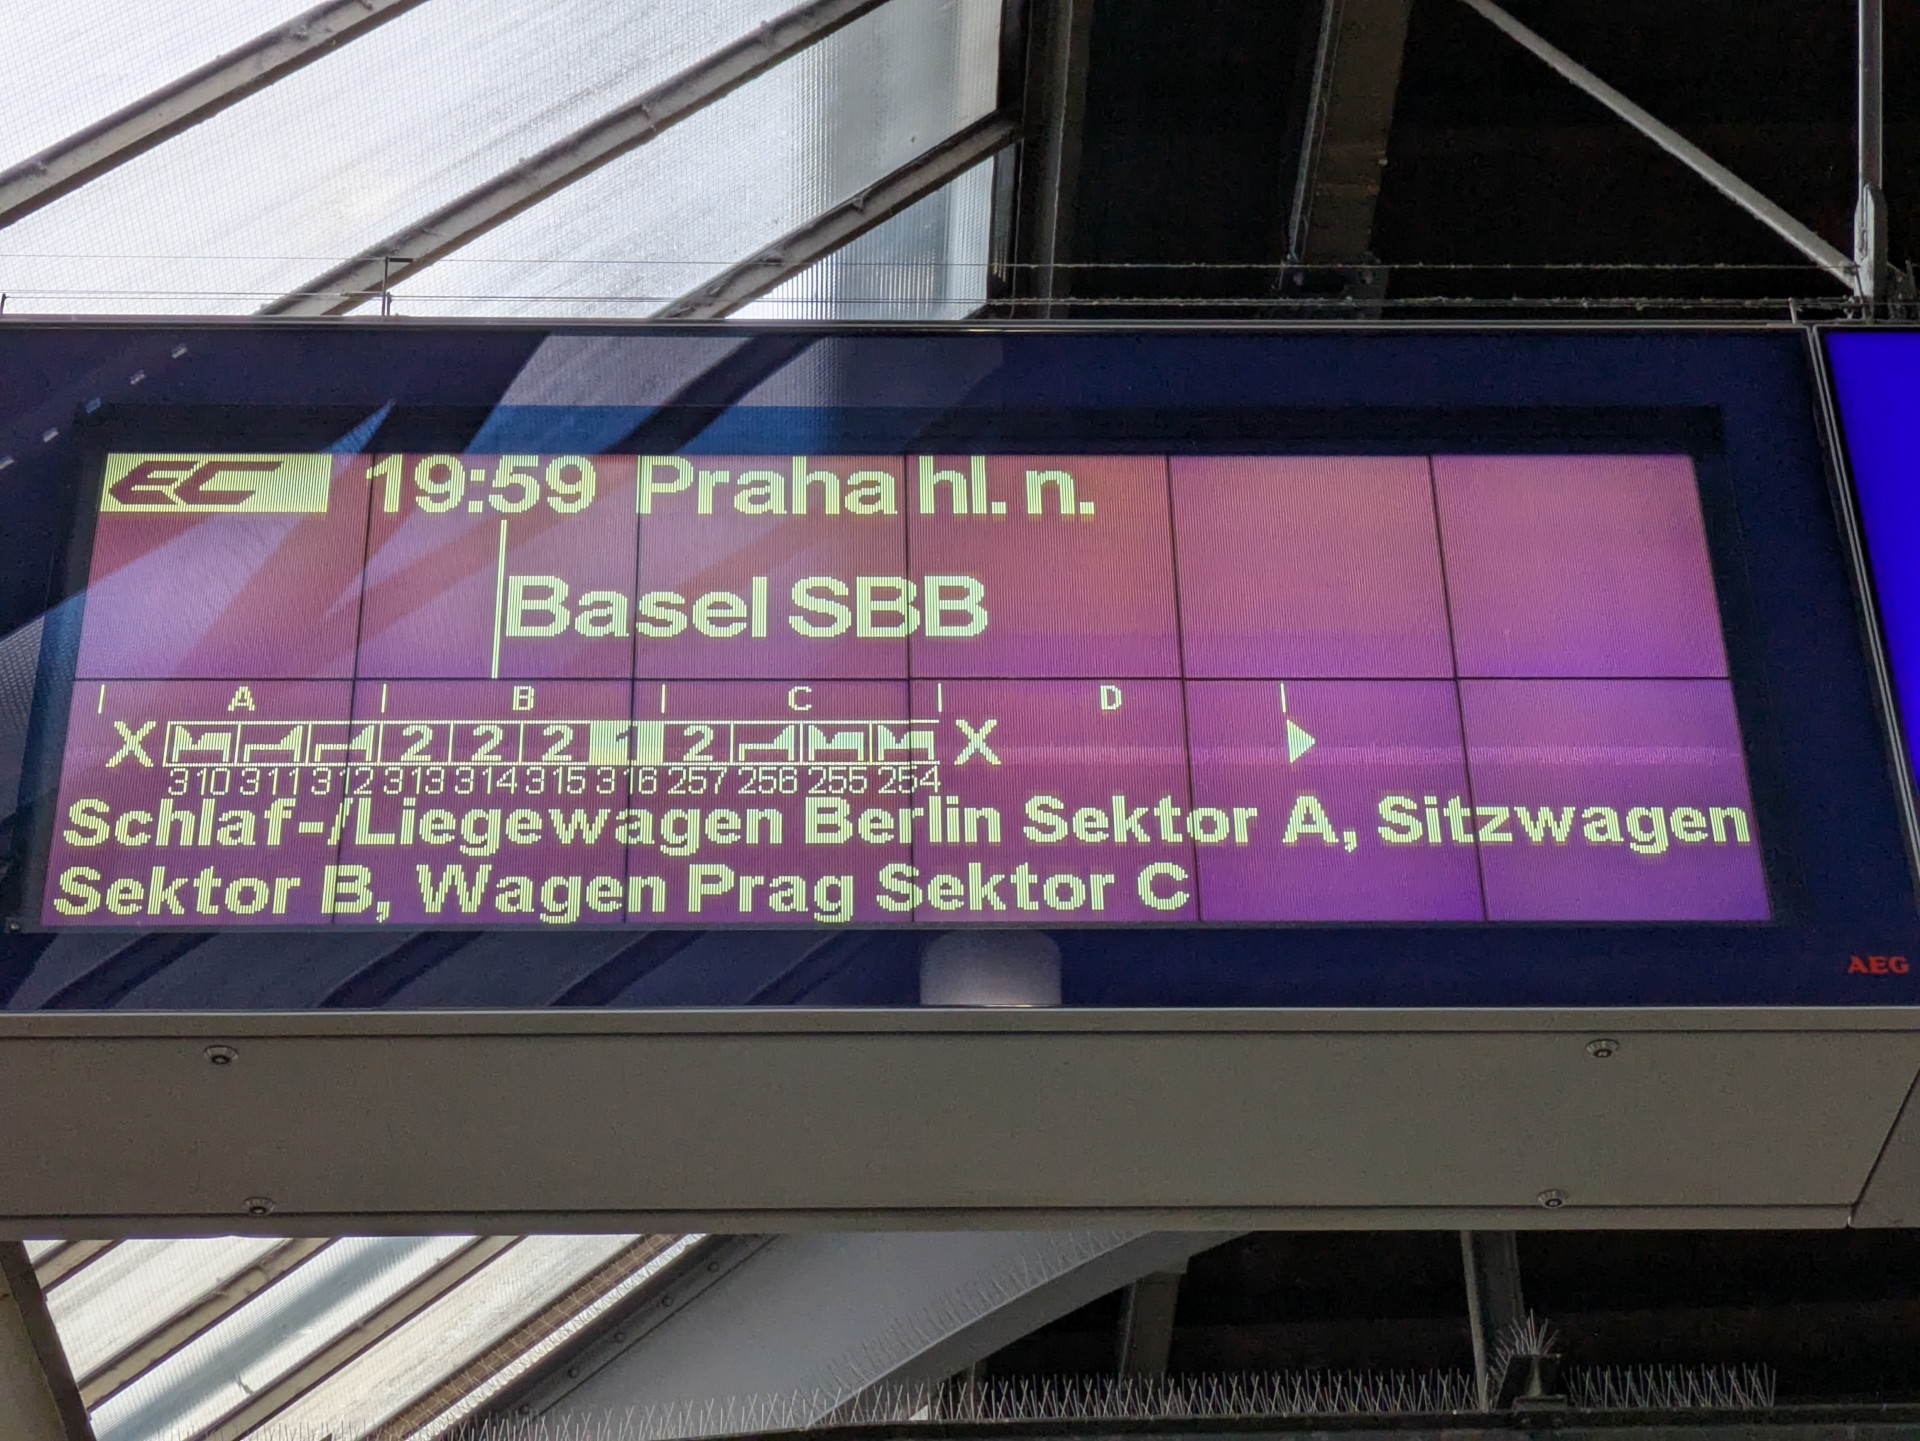 EC 19:59 Praha hl. n.
Basel SBB
A B C D
X 2 2 2 1 2 X
310 311 312 313 314 315 316 257 256 255 254
Schlaf-/Liegewagen Berlin Sektor A, Sitzwagen
Sektor B, Wagen Prag Sektor C
AEG